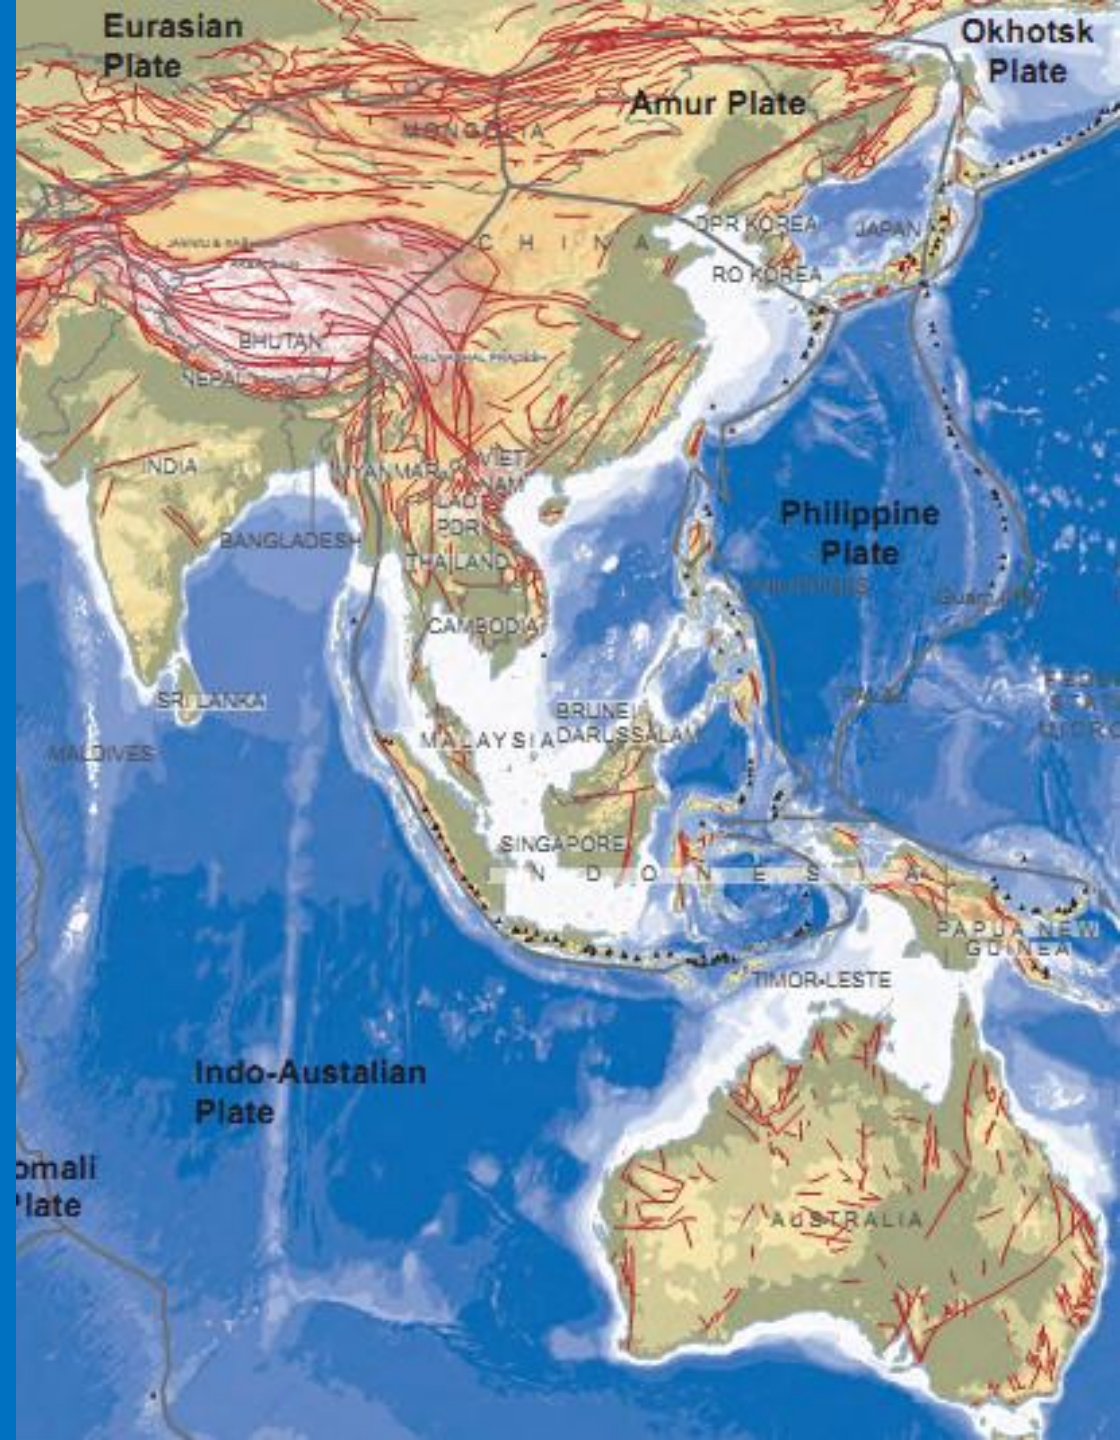 Eurasian
Plate
Okhotsk
Plate
Amur Plate
MONGOLIA
DPR KOREA
JAPAN
CHINA
RO KOREA
BHUTAN
NEPAL
INDIA
MYANMAR
VIET
NAM
LAO
PDR
BANGLADESH
THAILAND
Philippine
Plate
CAMBODIA
SRI LANKA
BRUNEI
DARUSSALAM
MALAYSIA
MALDIVES
SINGAPORE
INDONESIA
PAPUA NEW
GUINEA
TIMOR-LESTE
Indo-Austalian
Plate
omali
Plate
AUSTRALIA